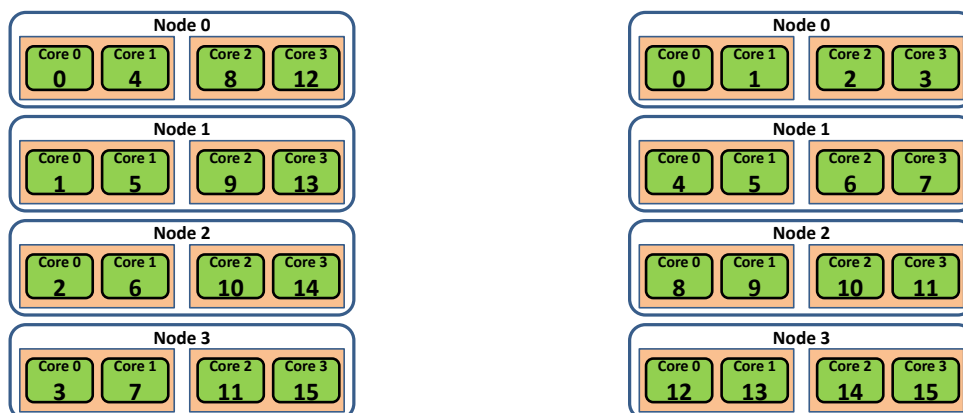 Node 0
Core 0 Core 1 Core 2 Core 3
0 4 8 12
Node 1
Core 0 Core 1 Core 2 Core 3
1 5 9 13
Node 2
Core 0 Core 1 Core 2 Core 3
2 6 10 14
Node 3
Core 0 Core 1 Core 2 Core 3
3 7 11 15
Node 0
Core 0 Core 1 Core 2 Core 3
0 1 2 3
Node 1
Core 0 Core 1 Core 2 Core 3
4 5 6 7
Node 2
Core 0 Core 1 Core 2 Core 3
8 9 10 11
Node 3
Core 0 Core 1 Core 2 Core 3
12 13 14 15